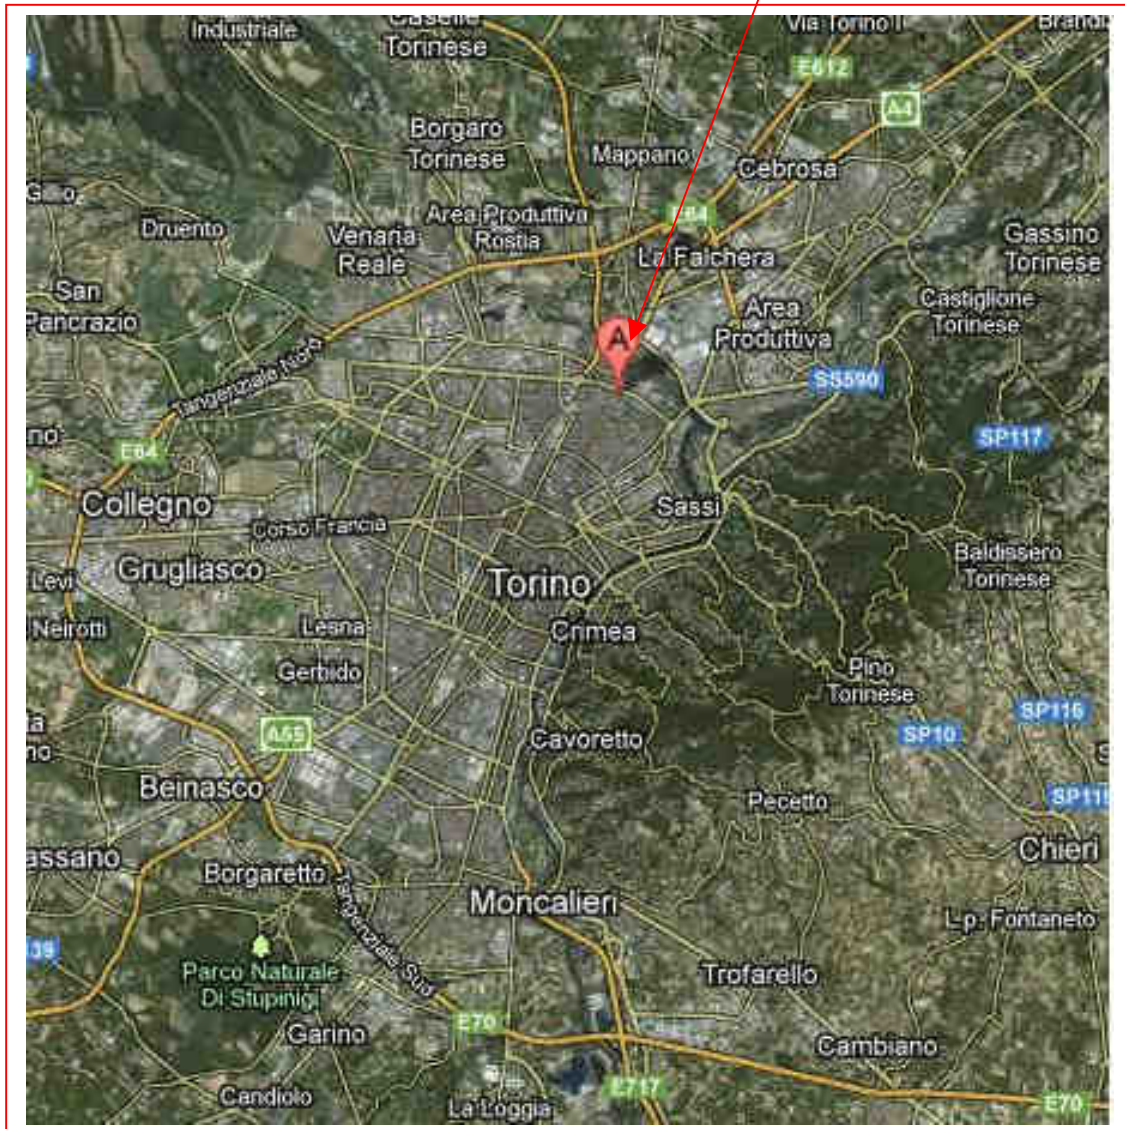 Industriale
Caselle
Torinese
Via Torino
E612
A4
Borgaro
Torinese
Mappano
Cebrosa
Druento
Venaria
Reale
Area Produttiva
Rostia
E64
La Falchera
Gassino
Torinese
San
Pancrazio
Castiglione
Torinese
Area
Produttiva
A
Tangenziale Nord
SS590
SP117
E64
Collegno
Sassi
Corso Francia
Baldissero
Torinese
Levi
Grugliasco
Torino
Neirotti
Lesna
Crimea
Gerbido
Pino
Torinese
SP116
SP10
A55
Cavoretto
Beinasco
Pecetto
Chieri
Borgaretto
Moncalieri
L.p. Fontaneto
Tangenziale Sud
Parco Naturale
Di Stupinigi
Trofarello
Garino
E70
Cambiano
Candiolo
La Loggia
E717
E70